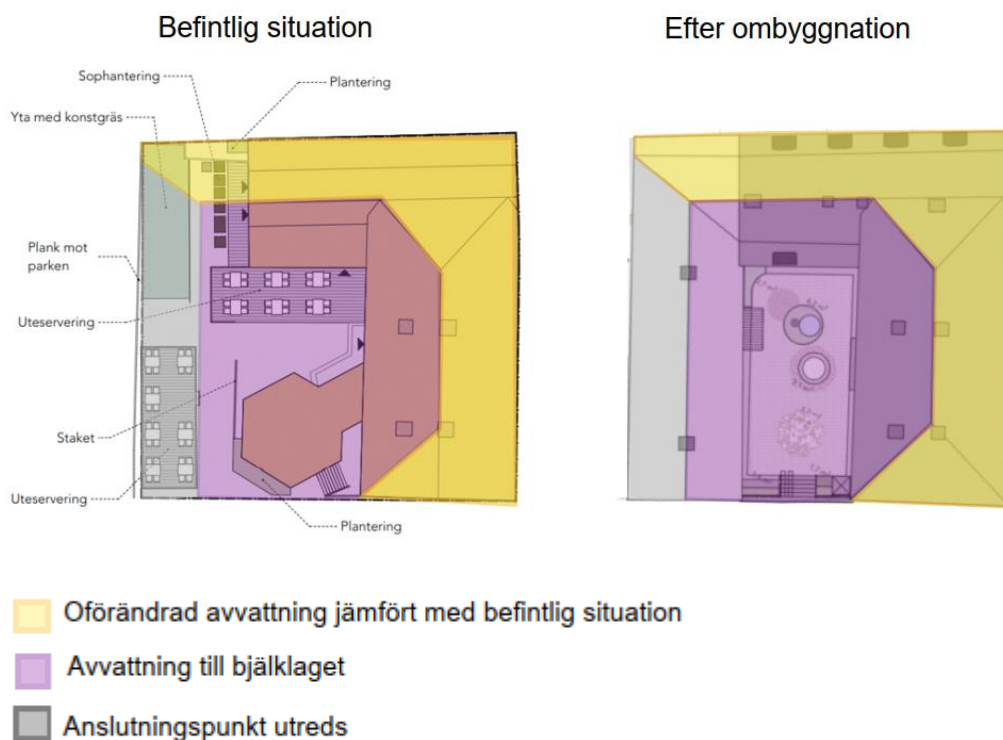 Befintlig situation
Efter ombyggnation
Sophantering
Plantering
Yta med konstgräs
Plank mot
parken
Uteservering
Staket
Uteservering
Plantering
Oförändrad avvattning jämfört med befintlig situation
Avvattning till bjälklaget
Anslutningspunkt utreds